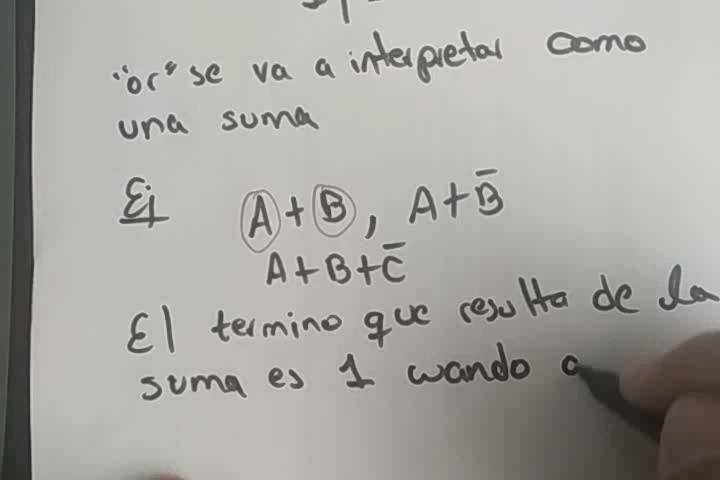 "or" se va a interpretar como
una suma
Ej A + B , A + B̅
A + B + C̅
El termino que resulta de la
suma es 1 cuando